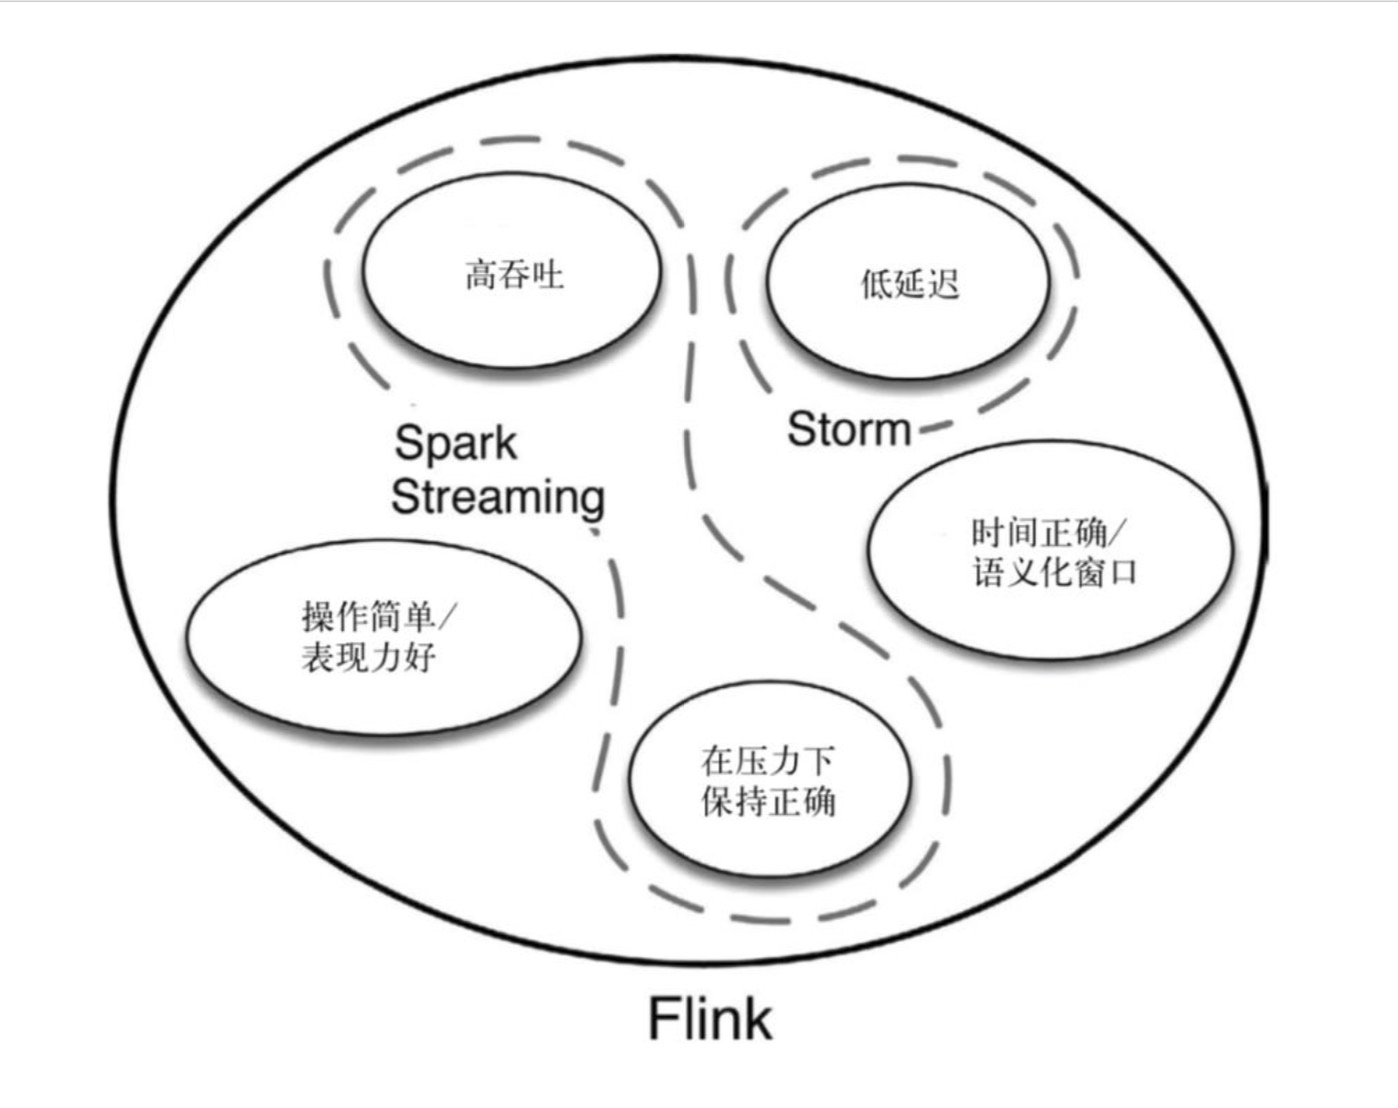 高吞吐
低延迟
Storm
Spark
Streaming
时间正确/
语义化窗口
操作简单/
表现力好
在压力下
保持正确
Flink